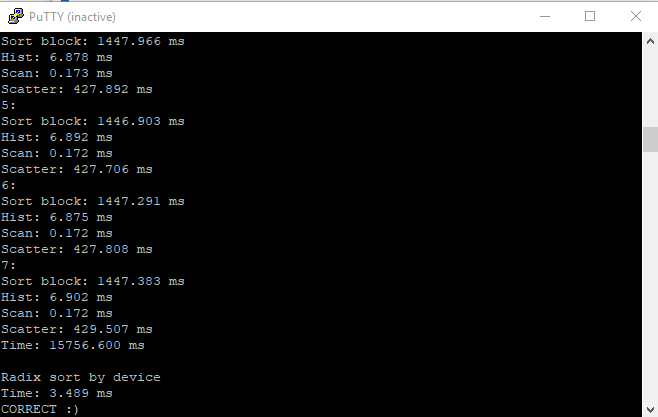 PuTTY (inactive)
Sort block: 1447.966 ms
Hist: 6.878 ms
Scan: 0.173 ms
Scatter: 427.892 ms
5:
Sort block: 1446.903 ms
Hist: 6.892 ms
Scan: 0.172 ms
Scatter: 427.706 ms
6:
Sort block: 1447.291 ms
Hist: 6.875 ms
Scan: 0.172 ms
Scatter: 427.808 ms
7:
Sort block: 1447.383 ms
Hist: 6.902 ms
Scan: 0.172 ms
Scatter: 429.507 ms
Time: 15756.600 ms
Radix sort by device
Time: 3.489 ms
CORRECT :)